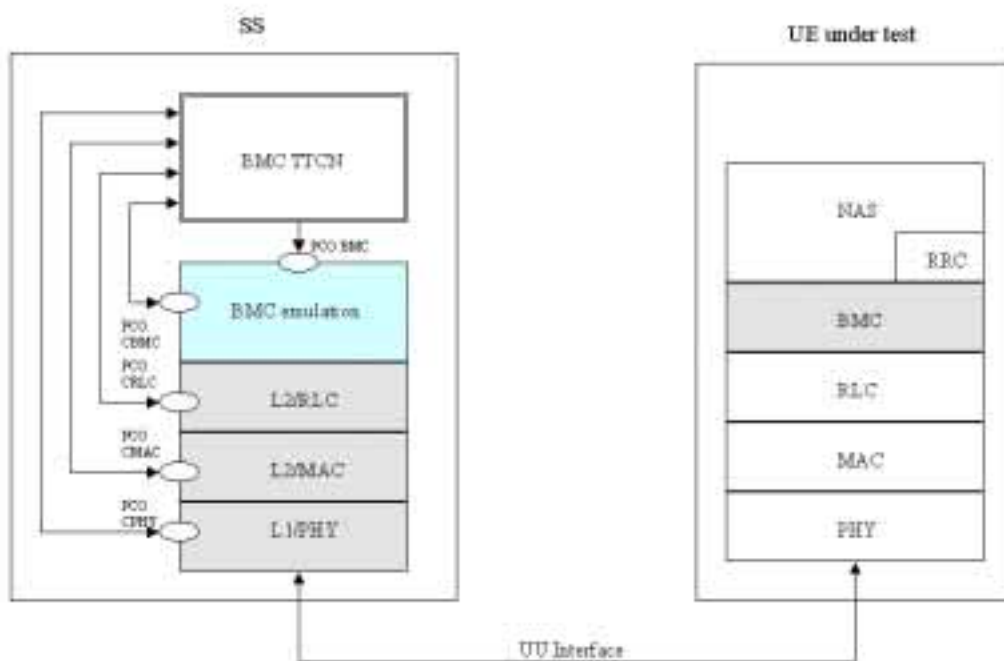 SS
UE under test
BMC TTCN
PCO BMC
BMC emulation
PCO
CBMC
PCO
CRLC
L2/RLC
PCO
CMAC
L2/MAC
PCO
CPHY
L1/PHY
NAS
RRC
BMC
RLC
MAC
PHY
UU Interface